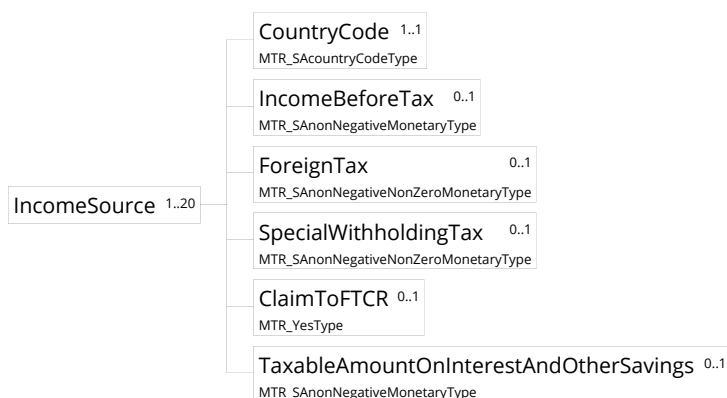 CountryCode 1..1
MTR_SAcountryCodeType
IncomeBeforeTax 0..1
MTR_SAnonNegativeMonetaryType
ForeignTax 0..1
MTR_SAnonNegativeNonZeroMonetaryType
IncomeSource 1..20
SpecialWithholdingTax 0..1
MTR_SAnonNegativeNonZeroMonetaryType
ClaimToFTCR 0..1
MTR_YesType
TaxableAmountOnInterestAndOtherSavings 0..1
MTR_SAnonNegativeMonetaryType